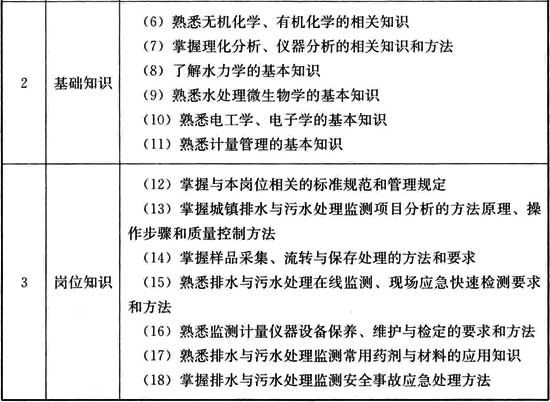 (6) 熟悉无机化学、有机化学的相关知识
(7) 掌握理化分析、仪器分析的相关知识和方法
(8) 了解水力学的基本知识
2 基础知识
(9) 熟悉水处理微生物学的基本知识
(10) 熟悉电工学、电子学的基本知识
(11) 熟悉计量管理的基本知识
(12) 掌握与本岗位相关的标准规范和管理规定
(13) 掌握城镇排水与污水处理监测项目分析的方法原理、操
作步骤和质量控制方法
(14) 掌握样品采集、流转与保存处理的方法和要求
3 岗位知识
(15) 熟悉排水与污水处理在线监测、现场应急快速检测要求
和方法
(16) 熟悉监测计量仪器设备保养、维护与检定的要求和方法
(17) 熟悉排水与污水处理监测常用药剂与材料的应用知识
(18) 掌握排水与污水处理监测安全事故应急处理方法